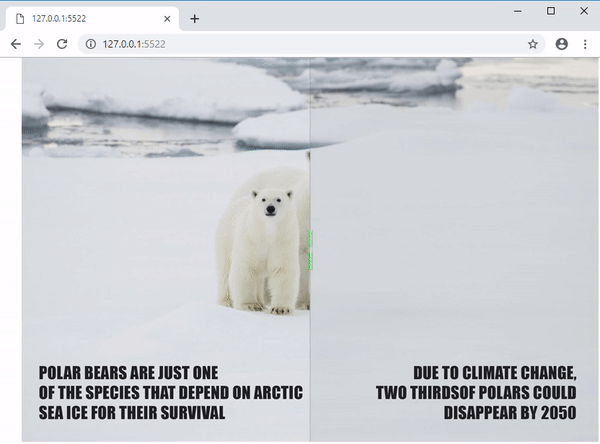 127.0.0.1:5522
127.0.0.1:5522
POLAR BEARS ARE JUST ONE
OF THE SPECIES THAT DEPEND ON ARCTIC
SEA ICE FOR THEIR SURVIVAL
DUE TO CLIMATE CHANGE,
TWO THIRDSOF POLARS COULD
DISAPPEAR BY 2050